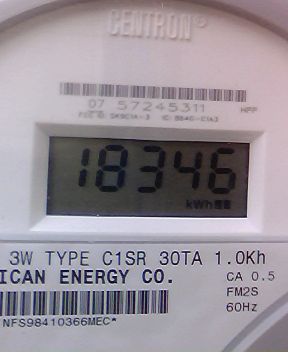 CENTRON®
07 57245311
HPP
18346
kWh
3W TYPE C1SR 30TA 1.0Kh
ICAN ENERGY CO.
CA 0.5
FM2S
60Hz
NFS98410366MEC*